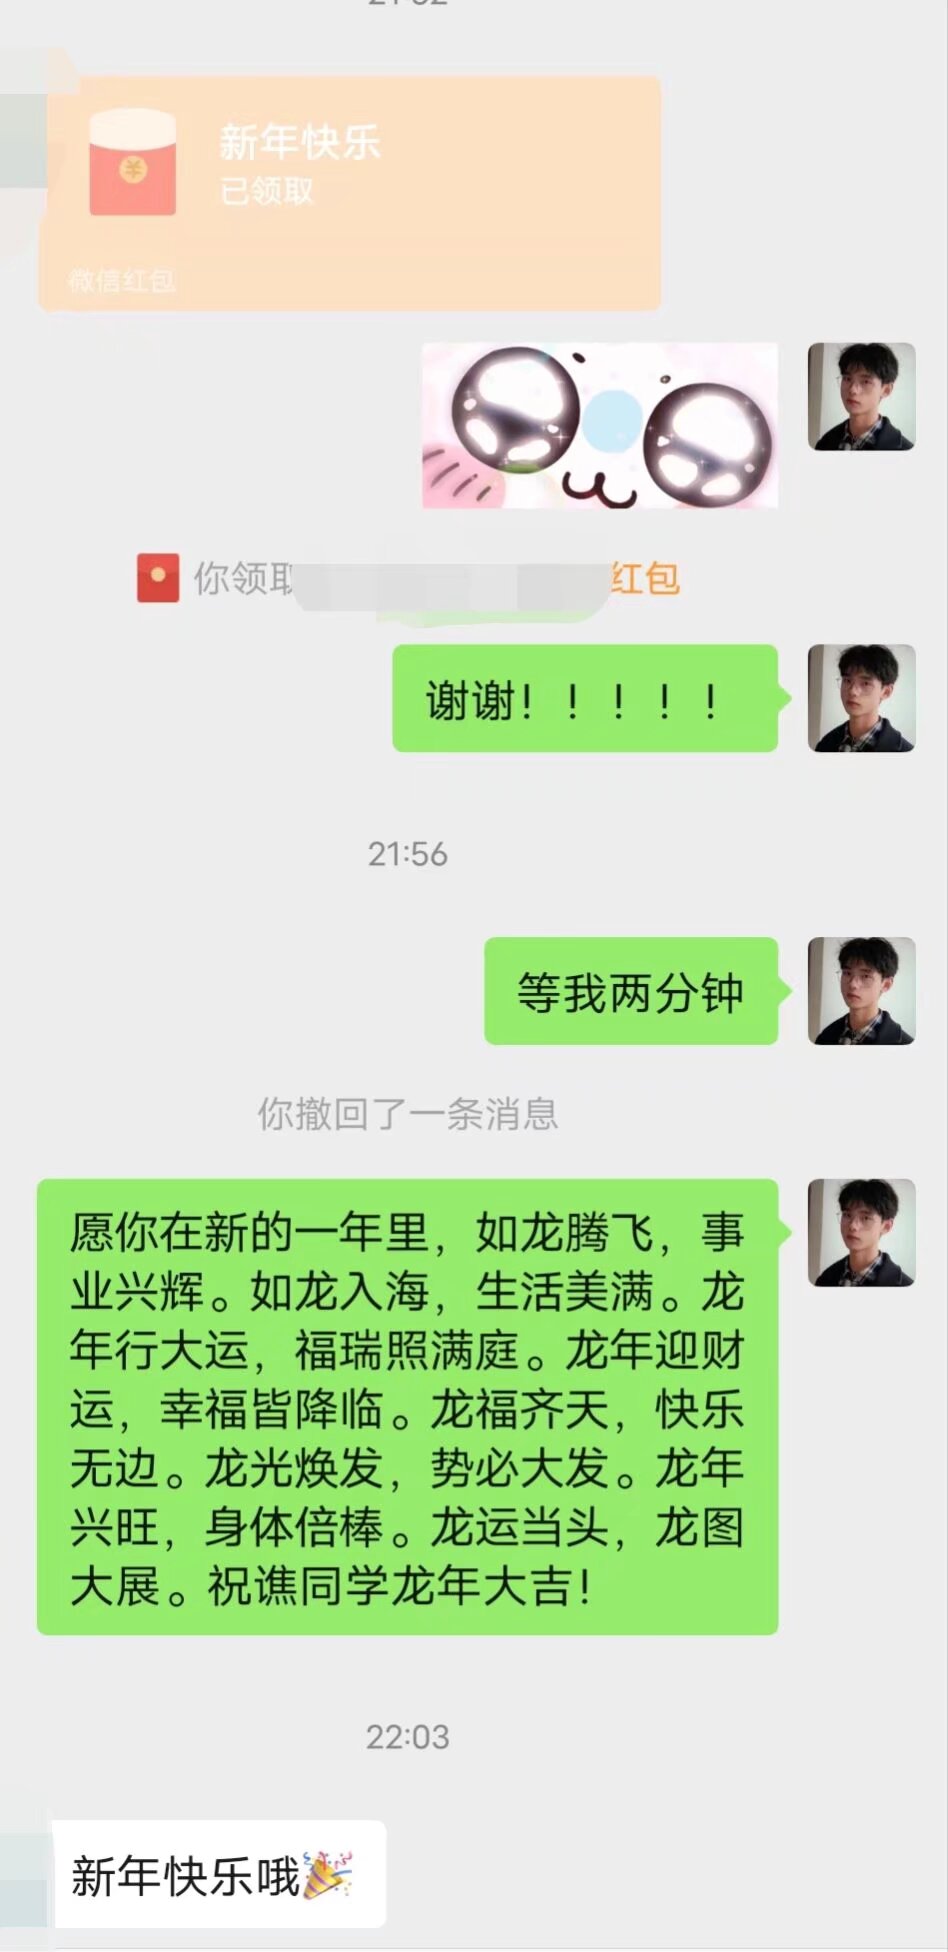 新年快乐
已领取
微信红包
你领取
红包
谢谢！！！！！
21:56
等我两分钟
你撤回了一条消息
愿你在新的一年里，如龙腾飞，事
业兴辉。如龙入海，生活美满。龙
年行大运，福瑞照满庭。龙年迎财
运，幸福皆降临。龙福齐天，快乐
无边。龙光焕发，势必大发。龙年
兴旺，身体倍棒。龙运当头，龙图
大展。祝谯同学龙年大吉！
22:03
新年快乐哦🎉